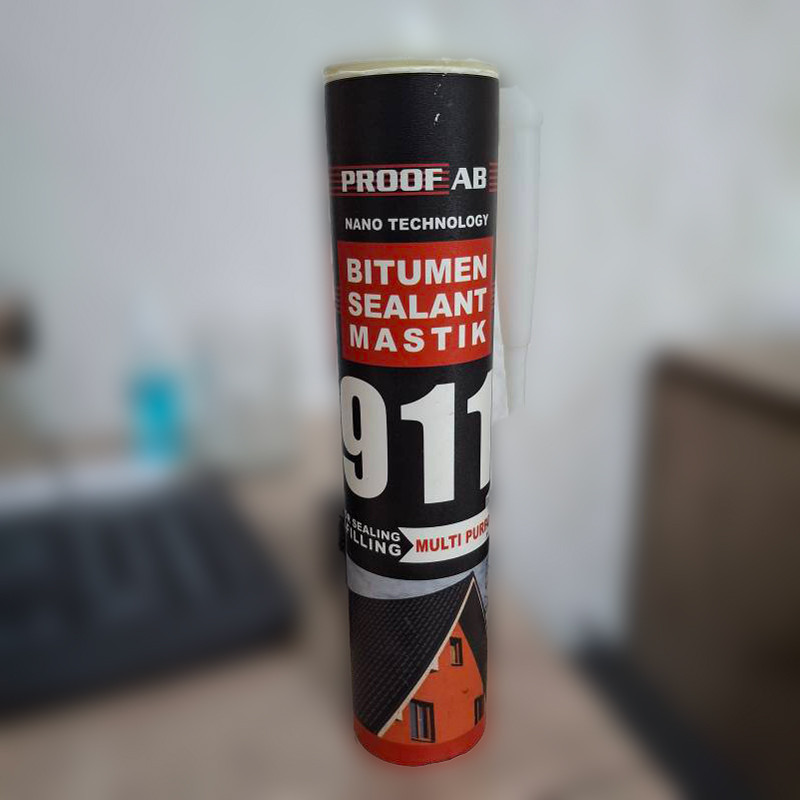 PROOF AB
NANO TECHNOLOGY
BITUMEN
SEALANT
MASTIK
911
SEALING
FILLING
MULTI